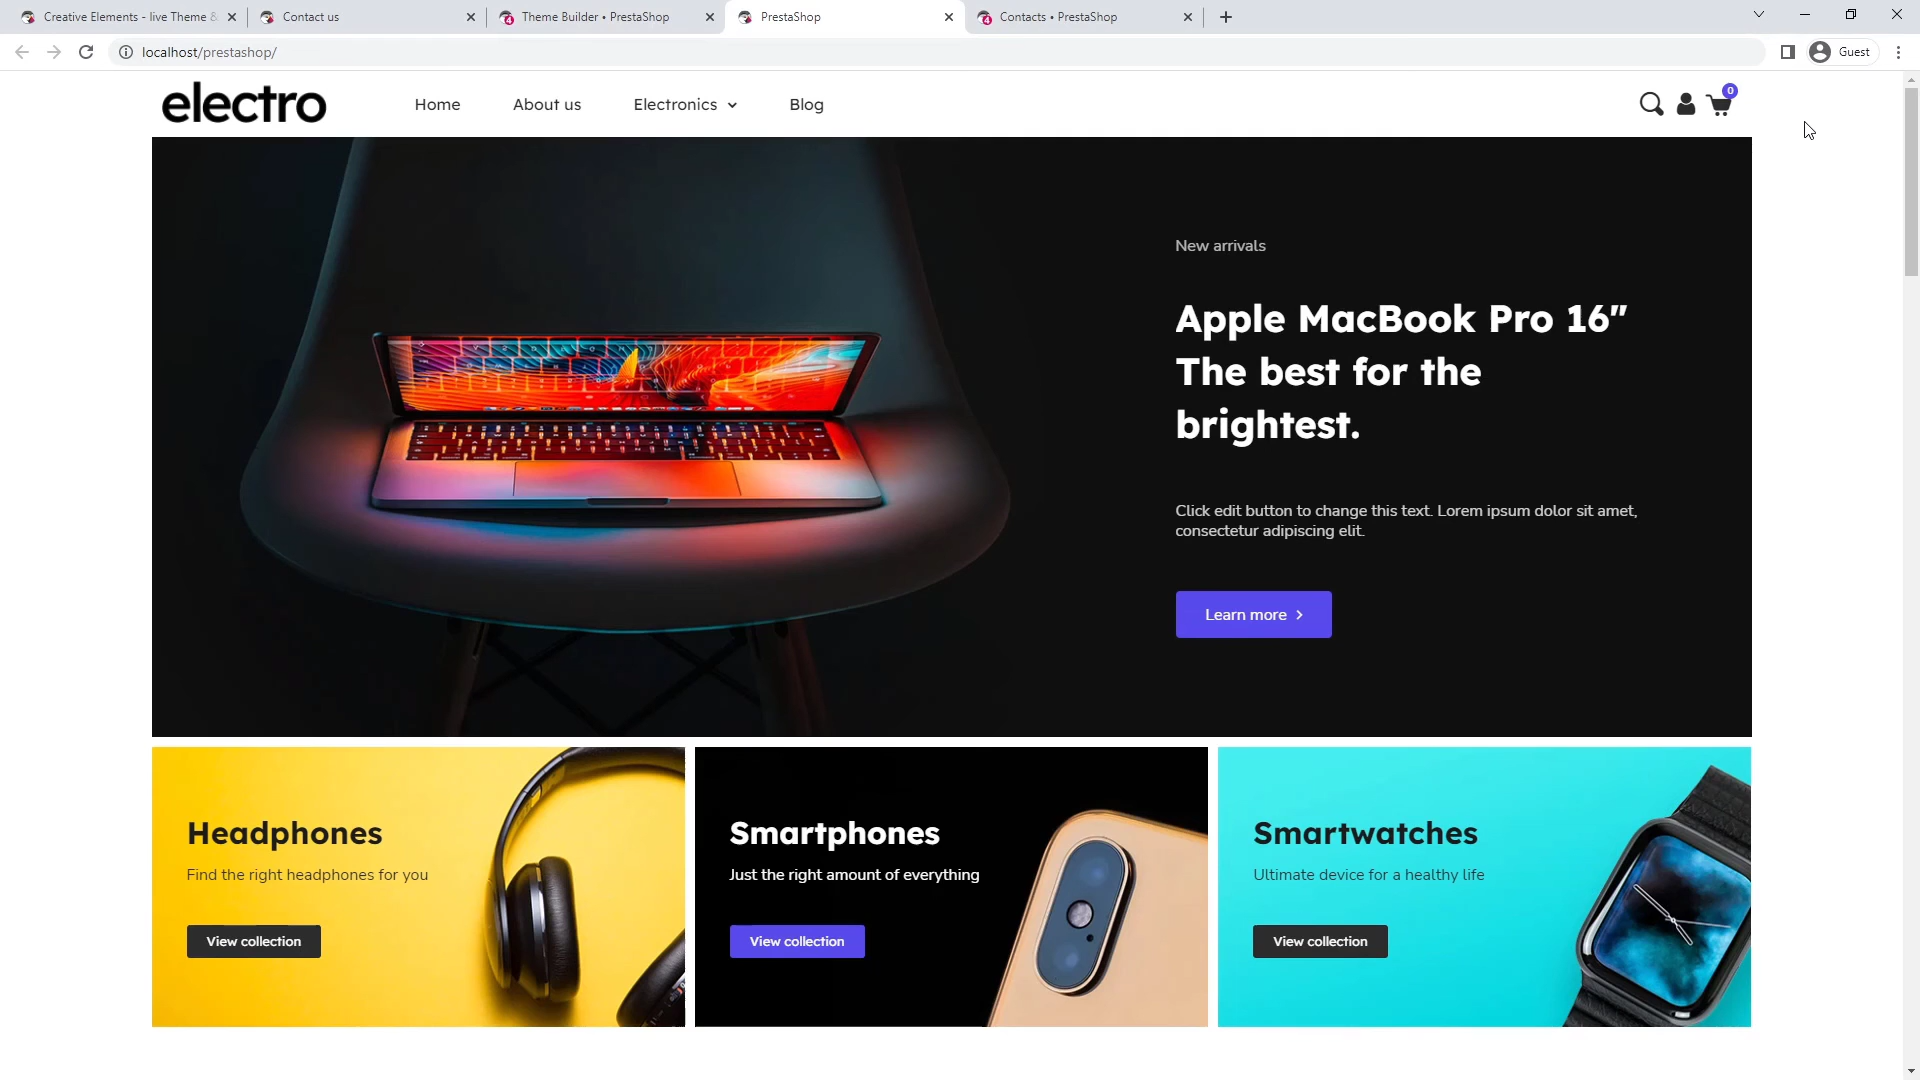 Creative Elements - live Theme &
Contact us
Theme Builder • PrestaShop
PrestaShop
Contacts • PrestaShop
localhost/prestashop/
Guest
electro
Home
About us
Electronics
Blog
0
New arrivals
Apple MacBook Pro 16"
The best for the
brightest.
Click edit button to change this text. Lorem ipsum dolor sit amet,
consectetur adipiscing elit.
Learn more
Headphones
Find the right headphones for you
View collection
Smartphones
Just the right amount of everything
View collection
Smartwatches
Ultimate device for a healthy life
View collection